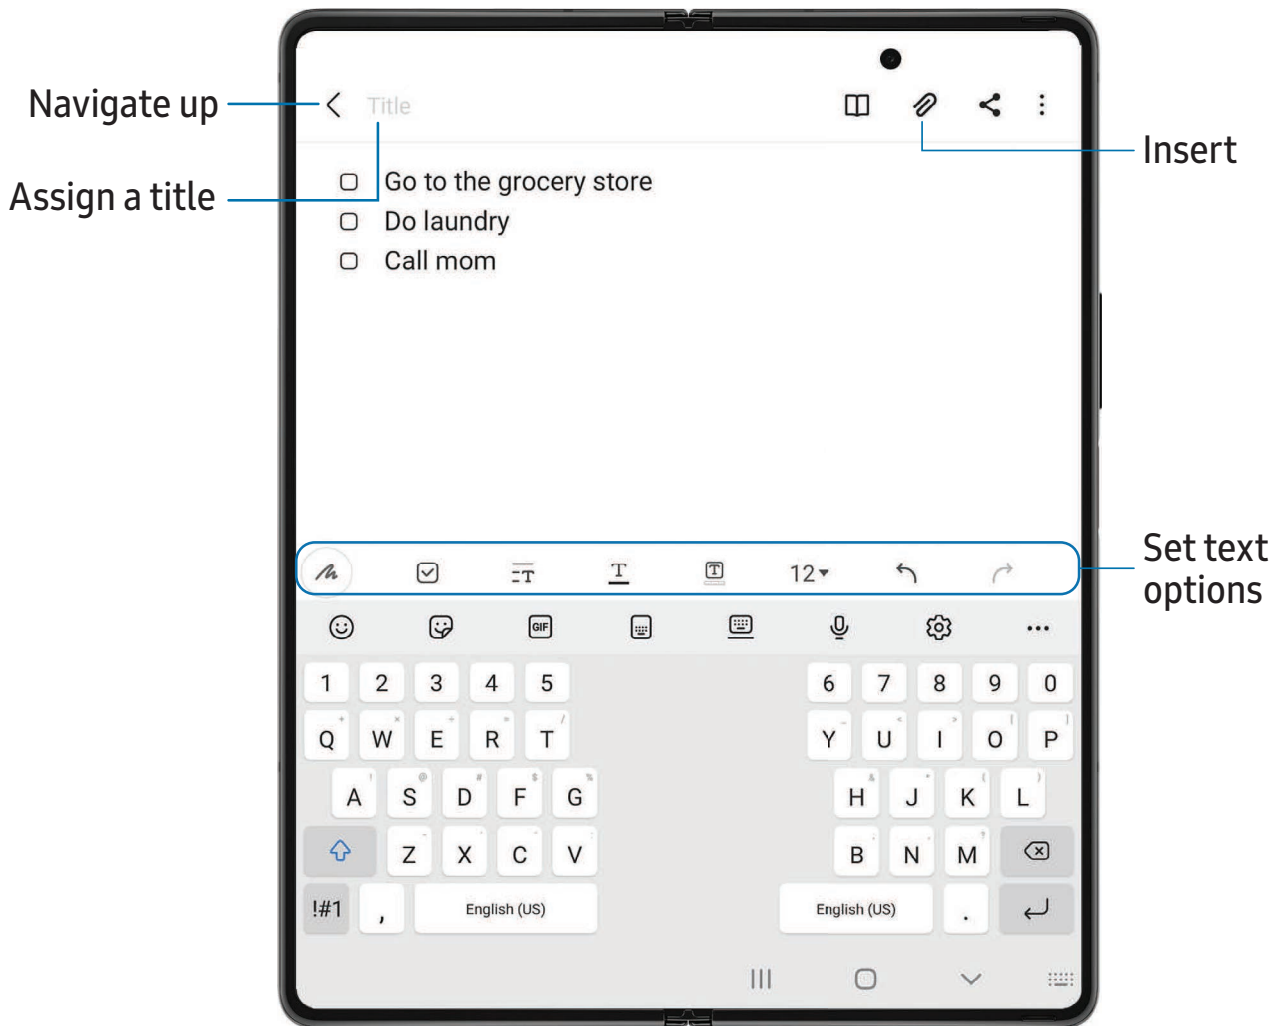 Navigate up
Title
Insert
Assign a title
Go to the grocery store
Do laundry
Call mom
Set text
options
T T T 12
GIF
1 2 3 4 5 6 7 8 9 0
Q W E R T Y U I O P
A S D F G H J K L
Z X C V B N M
!#1 , English (US) English (US) .